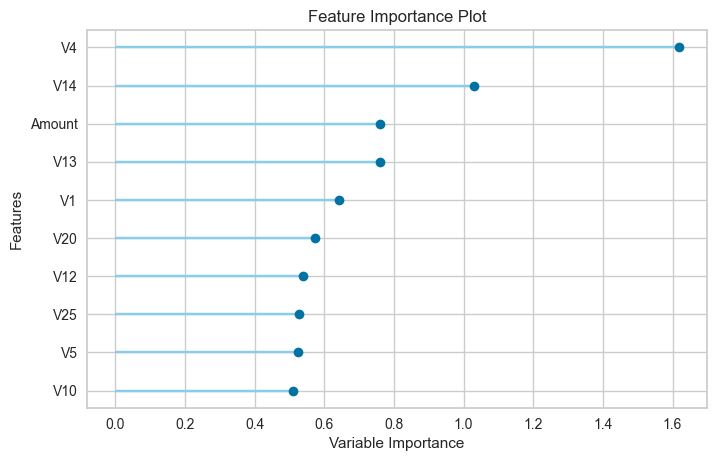 Feature Importance Plot
V4
V14
Amount
V13
V1
V20
V12
V25
V5
V10
Features
0.0 0.2 0.4 0.6 0.8 1.0 1.2 1.4 1.6
Variable Importance